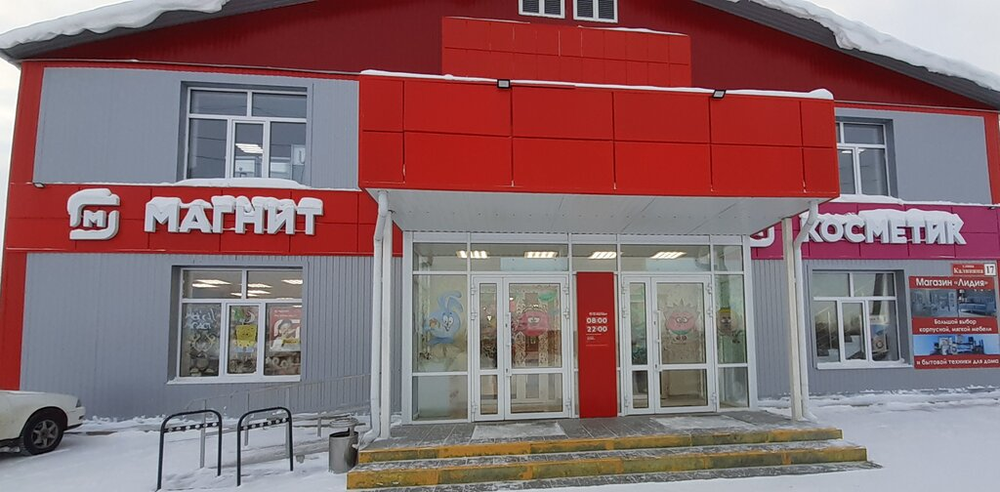 М
МАГНИТ
КОСМЕТИК
08:00
22:00
улица
Калинина 17
Магазин «Лидия»
Большой выбор
корпусной, мягкой мебели
и бытовой техники для дома